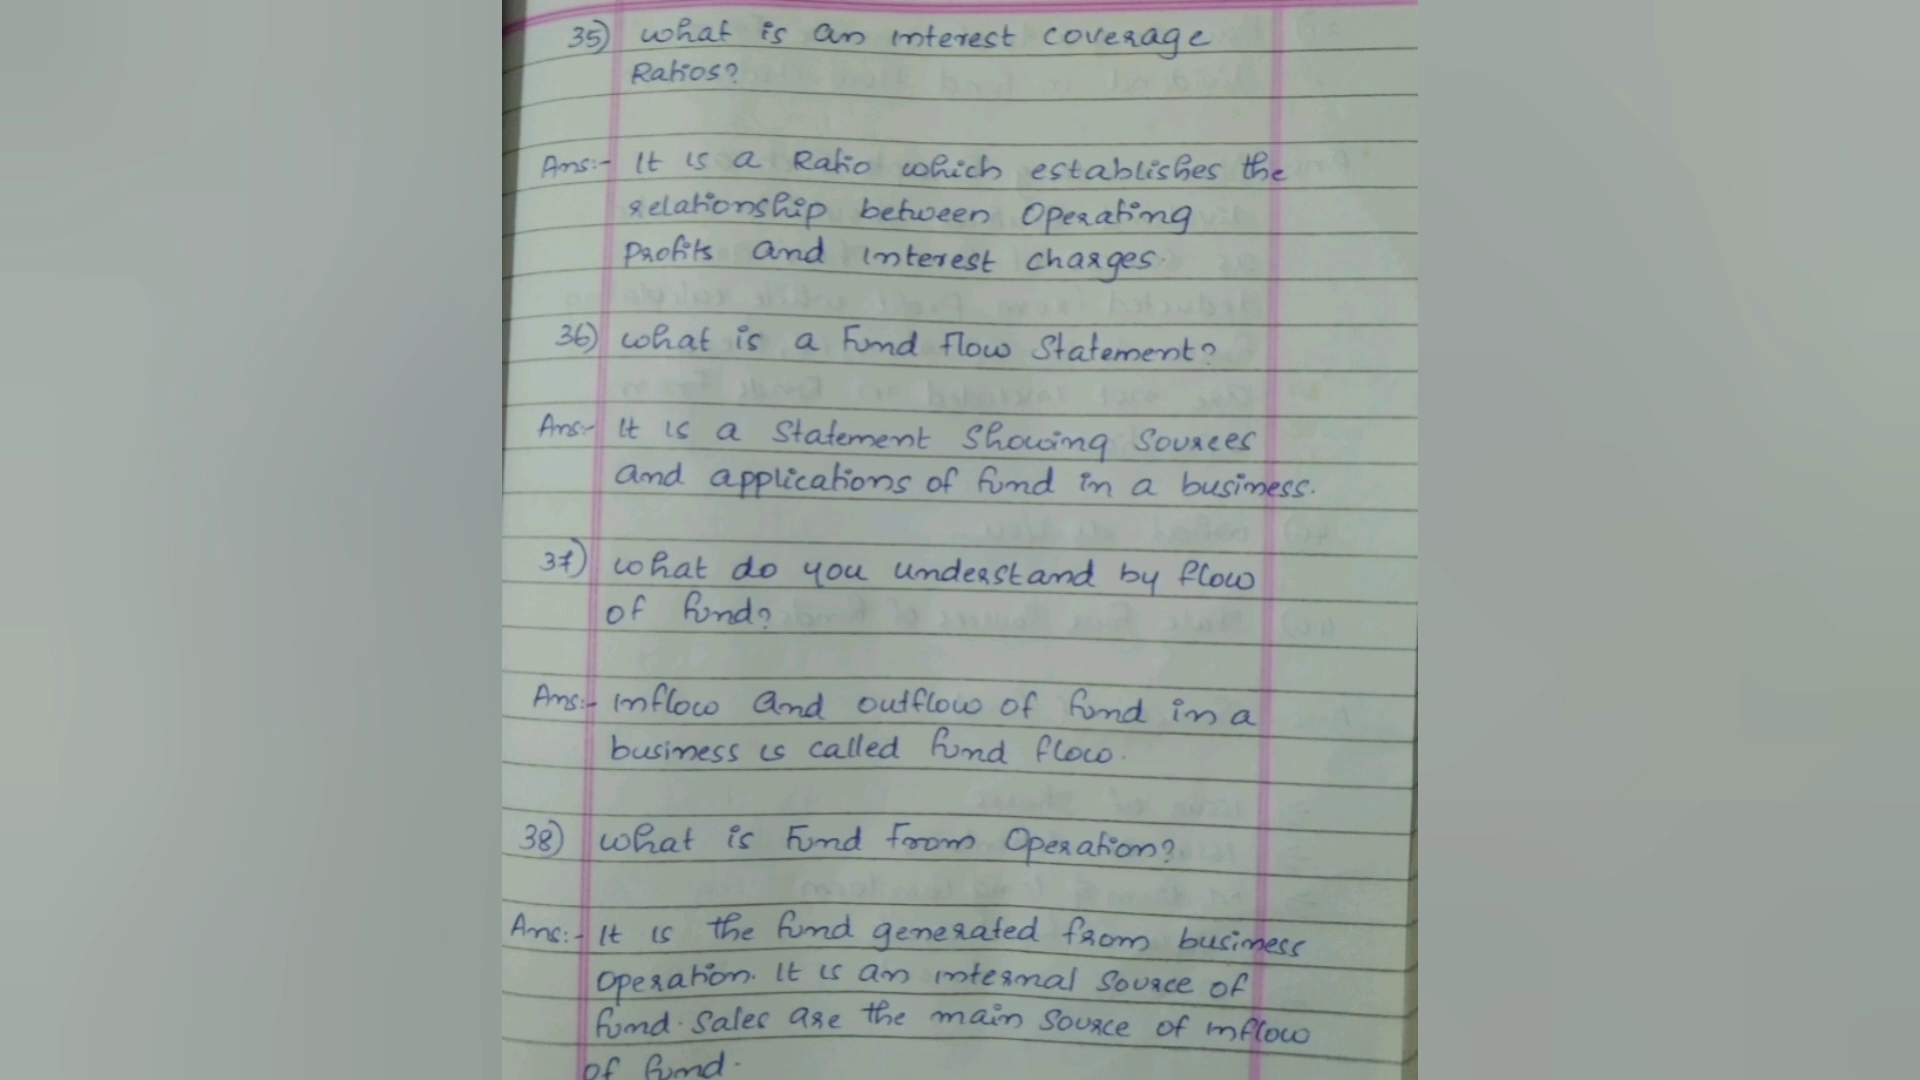 35) What is an interest coverage
Ratios?
Ans:- It is a Ratio which establishes the
relationship between Operating
Profits and interest charges.
36) What is a Fund Flow Statement?
Ans:- It is a Statement Showing Sources
and applications of fund in a business.
37) What do you understand by flow
of fund?
Ans:- Inflow and outflow of fund in a
business is called fund flow.
38) What is Fund From Operation?
Ans:- It is the fund generated from business
Operation. It is an internal Source of
fund. Sales are the main Source of inflow
of fund.